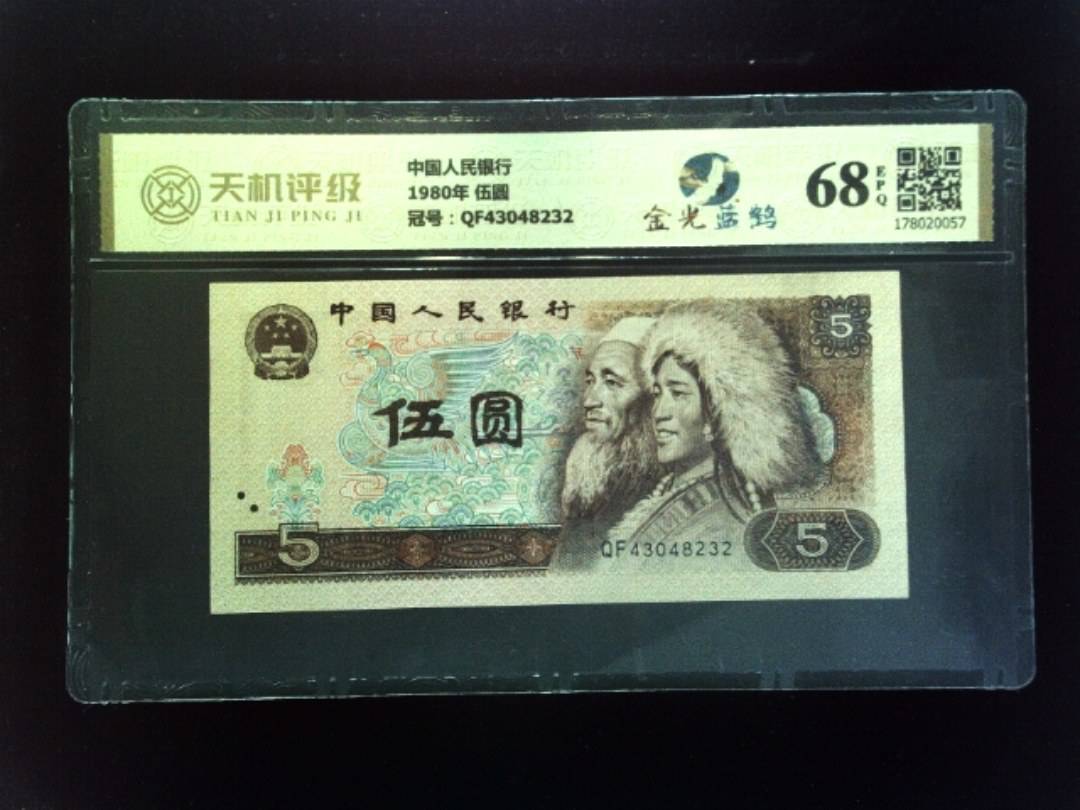 天机评级
TIAN JI PING JI
中国人民银行
1980年 伍圆
冠号：QF43048232
金光蓝鹤
68
EPQ
178020057
中国人民银行
5
伍圆
5
QF43048232
5